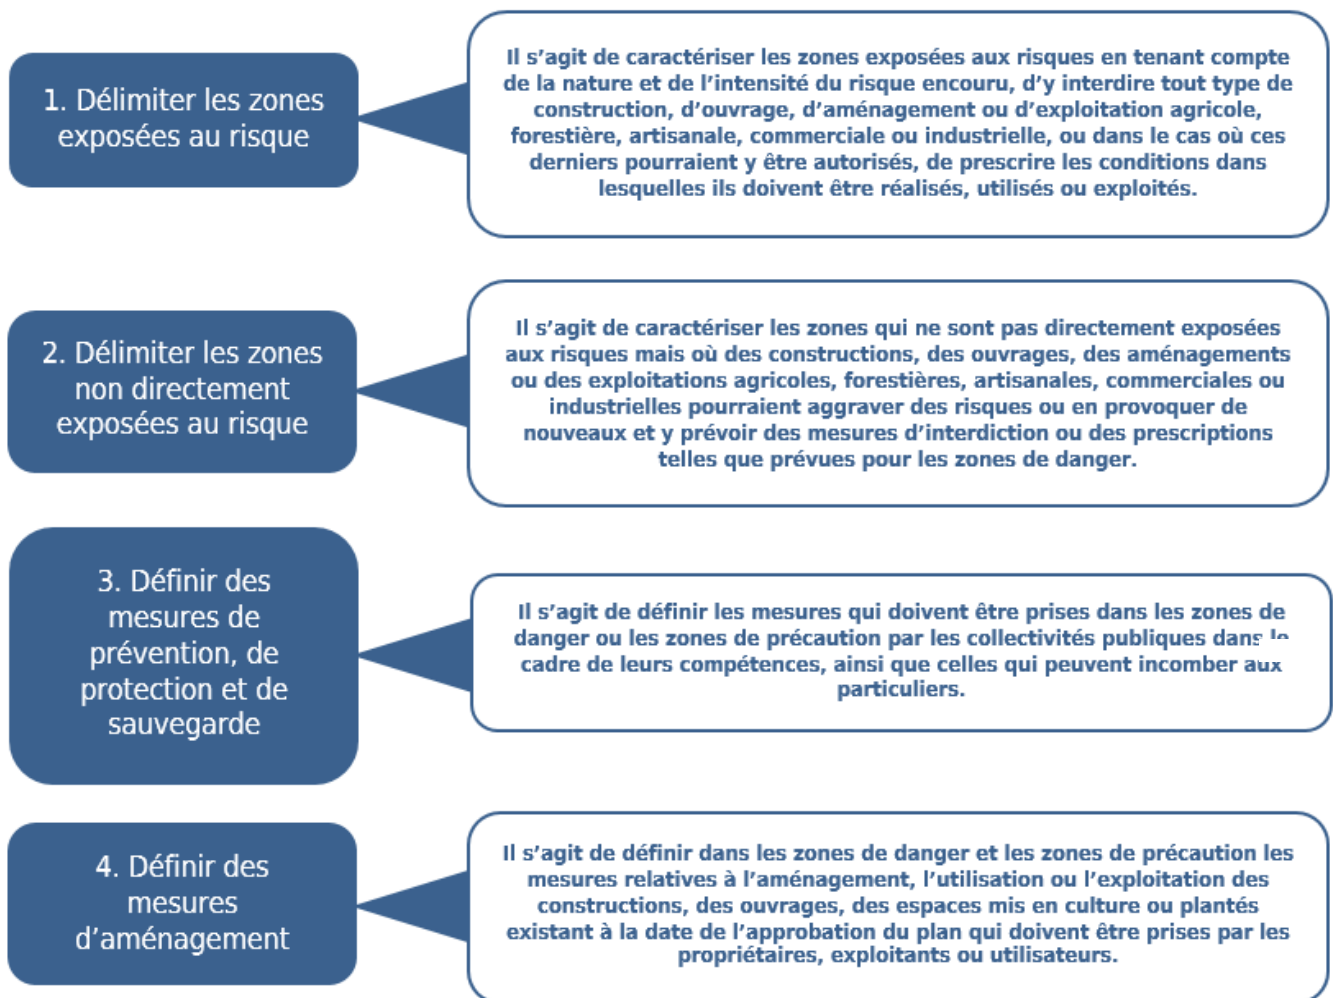 1. Délimiter les zones
exposées au risque
Il s’agit de caractériser les zones exposées aux risques en tenant compte
de la nature et de l’intensité du risque encouru, d’y interdire tout type de
construction, d’ouvrage, d’aménagement ou d’exploitation agricole,
forestière, artisanale, commerciale ou industrielle, ou dans le cas où ces
derniers pourraient y être autorisés, de prescrire les conditions dans
lesquelles ils doivent être réalisés, utilisés ou exploités.
2. Délimiter les zones
non directement
exposées au risque
Il s’agit de caractériser les zones qui ne sont pas directement exposées
aux risques mais où des constructions, des ouvrages, des aménagements
ou des exploitations agricoles, forestières, artisanales, commerciales ou
industrielles pourraient aggraver des risques ou en provoquer de
nouveaux et y prévoir des mesures d’interdiction ou des prescriptions
telles que prévues pour les zones de danger.
3. Définir des
mesures de
prévention, de
protection et de
sauvegarde
Il s’agit de définir les mesures qui doivent être prises dans les zones de
danger ou les zones de précaution par les collectivités publiques dans le
cadre de leurs compétences, ainsi que celles qui peuvent incomber aux
particuliers.
4. Définir des
mesures
d’aménagement
Il s’agit de définir dans les zones de danger et les zones de précaution les
mesures relatives à l’aménagement, l’utilisation ou l’exploitation des
constructions, des ouvrages, des espaces mis en culture ou plantés
existant à la date de l’approbation du plan qui doivent être prises par les
propriétaires, exploitants ou utilisateurs.